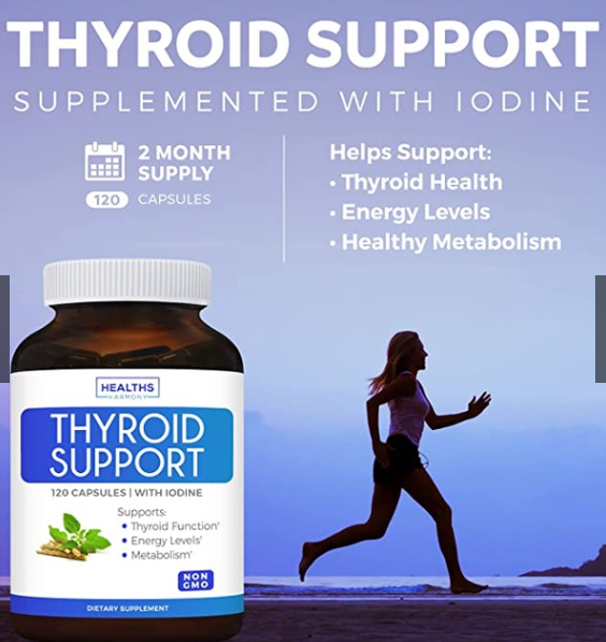 THYROID SUPPORT
SUPPLEMENTED WITH IODINE
2 MONTH
SUPPLY
120 CAPSULES
Helps Support:
• Thyroid Health
• Energy Levels
• Healthy Metabolism
HEALTHS
HARMONY
THYROID
SUPPORT
120 CAPSULES | WITH IODINE
Supports:
• Thyroid Function†
• Energy Levels†
• Metabolism†
NON
GMO
DIETARY SUPPLEMENT